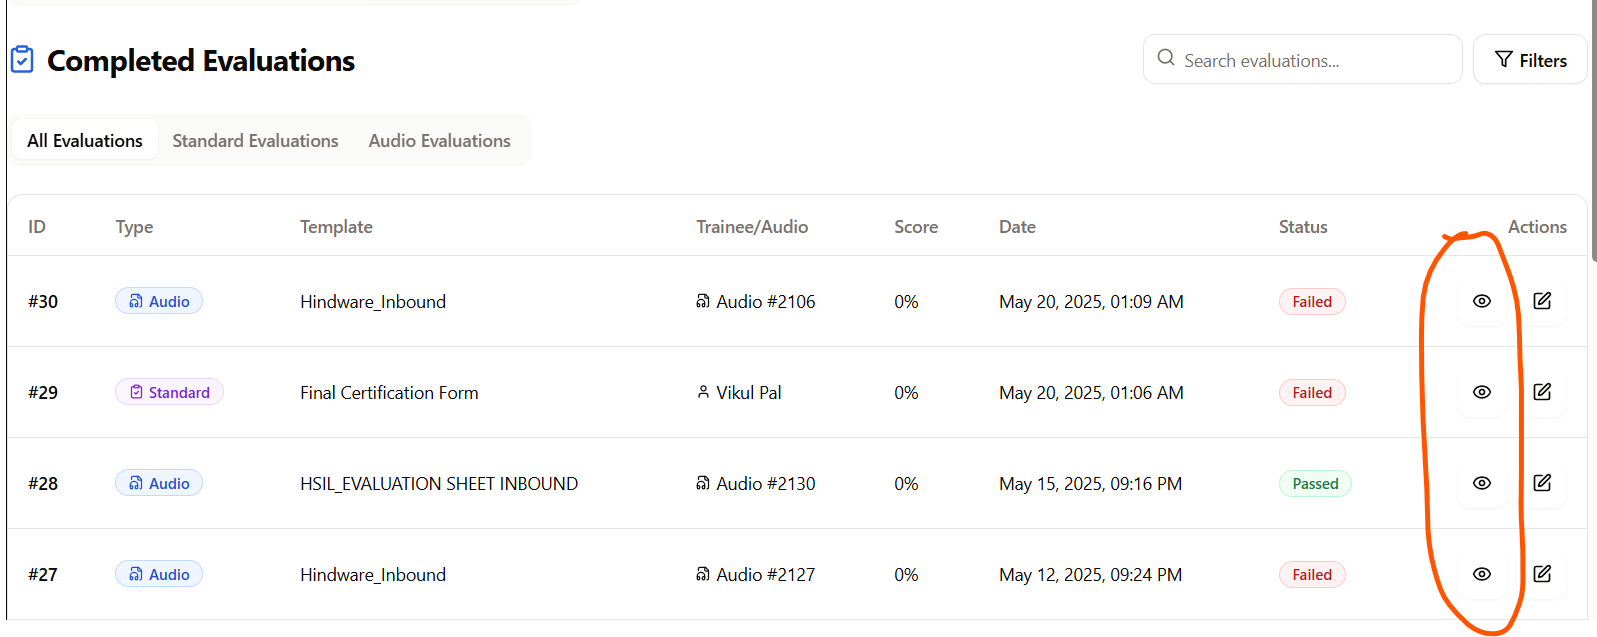 Completed Evaluations Search evaluations... Filters
All Evaluations Standard Evaluations Audio Evaluations
ID Type Template Trainee/Audio Score Date Status Actions
#30 Audio Hindware_Inbound Audio #2106 0% May 20, 2025, 01:09 AM Failed
#29 Standard Final Certification Form Vikul Pal 0% May 20, 2025, 01:06 AM Failed
#28 Audio HSIL_EVALUATION SHEET INBOUND Audio #2130 0% May 15, 2025, 09:16 PM Passed
#27 Audio Hindware_Inbound Audio #2127 0% May 12, 2025, 09:24 PM Failed